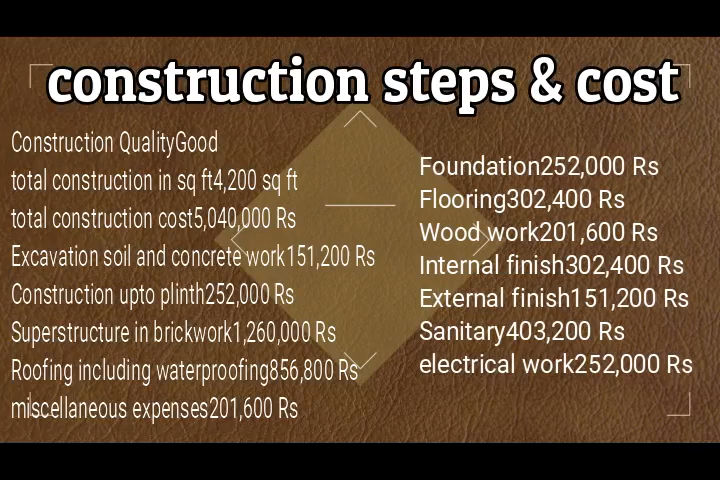 construction steps & cost
Construction QualityGood
total construction in sq ft4,200 sq ft
total construction cost5,040,000 Rs
Excavation soil and concrete work151,200 Rs
Construction upto plinth252,000 Rs
Superstructure in brickwork1,260,000 Rs
Roofing including waterproofing856,800 Rs
miscellaneous expenses201,600 Rs
Foundation252,000 Rs
Flooring302,400 Rs
Wood work201,600 Rs
Internal finish302,400 Rs
External finish151,200 Rs
Sanitary403,200 Rs
electrical work252,000 Rs